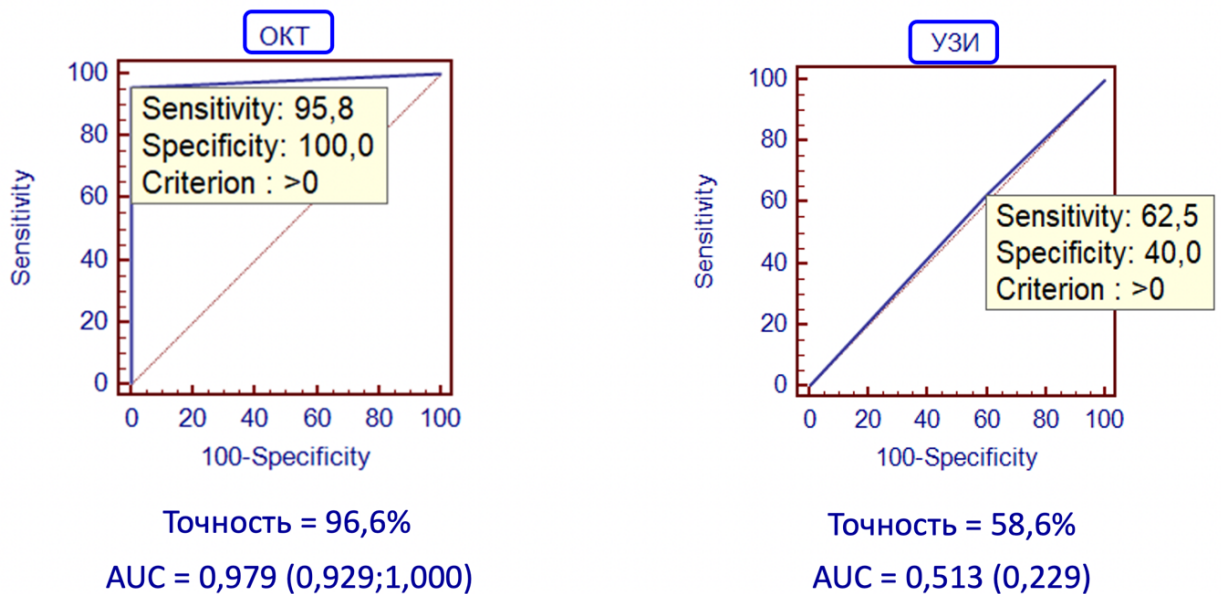 ОКТ
100
80
60
40
20
0
Sensitivity
Sensitivity: 95,8
Specificity: 100,0
Criterion : >0
0 20 40 60 80 100
100-Specificity
Точность = 96,6%
AUC = 0,979 (0,929;1,000)
УЗИ
100
80
60
40
20
0
Sensitivity
Sensitivity: 62,5
Specificity: 40,0
Criterion : >0
0 20 40 60 80 100
100-Specificity
Точность = 58,6%
AUC = 0,513 (0,229)